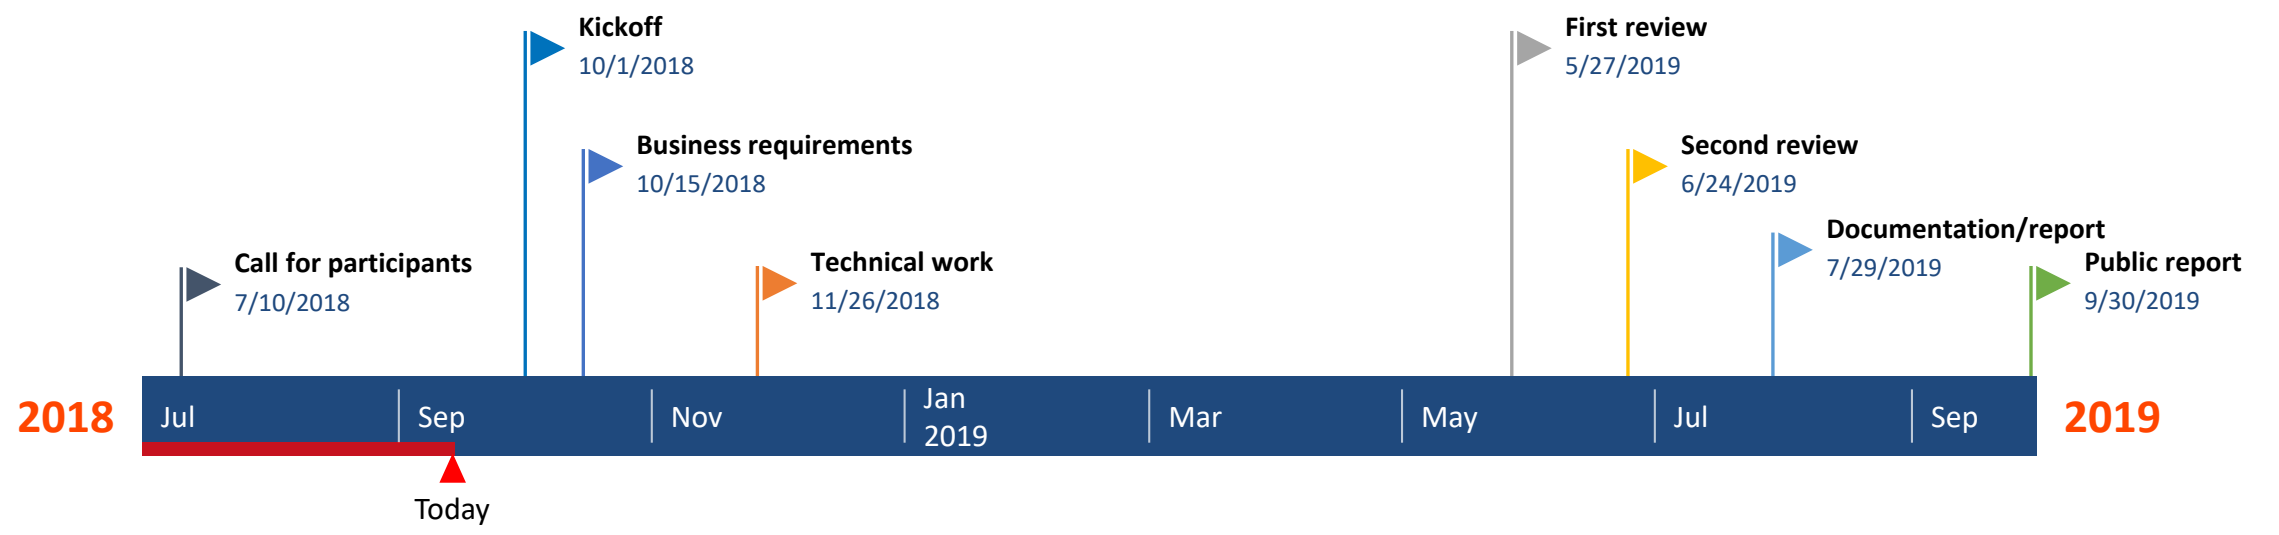 Kickoff
10/1/2018
First review
5/27/2019
Business requirements
10/15/2018
Second review
6/24/2019
Call for participants
7/10/2018
Technical work
11/26/2018
Documentation/report
7/29/2019
Public report
9/30/2019
2018
Jul
Sep
Nov
Jan
2019
Mar
May
Jul
Sep
2019
Today